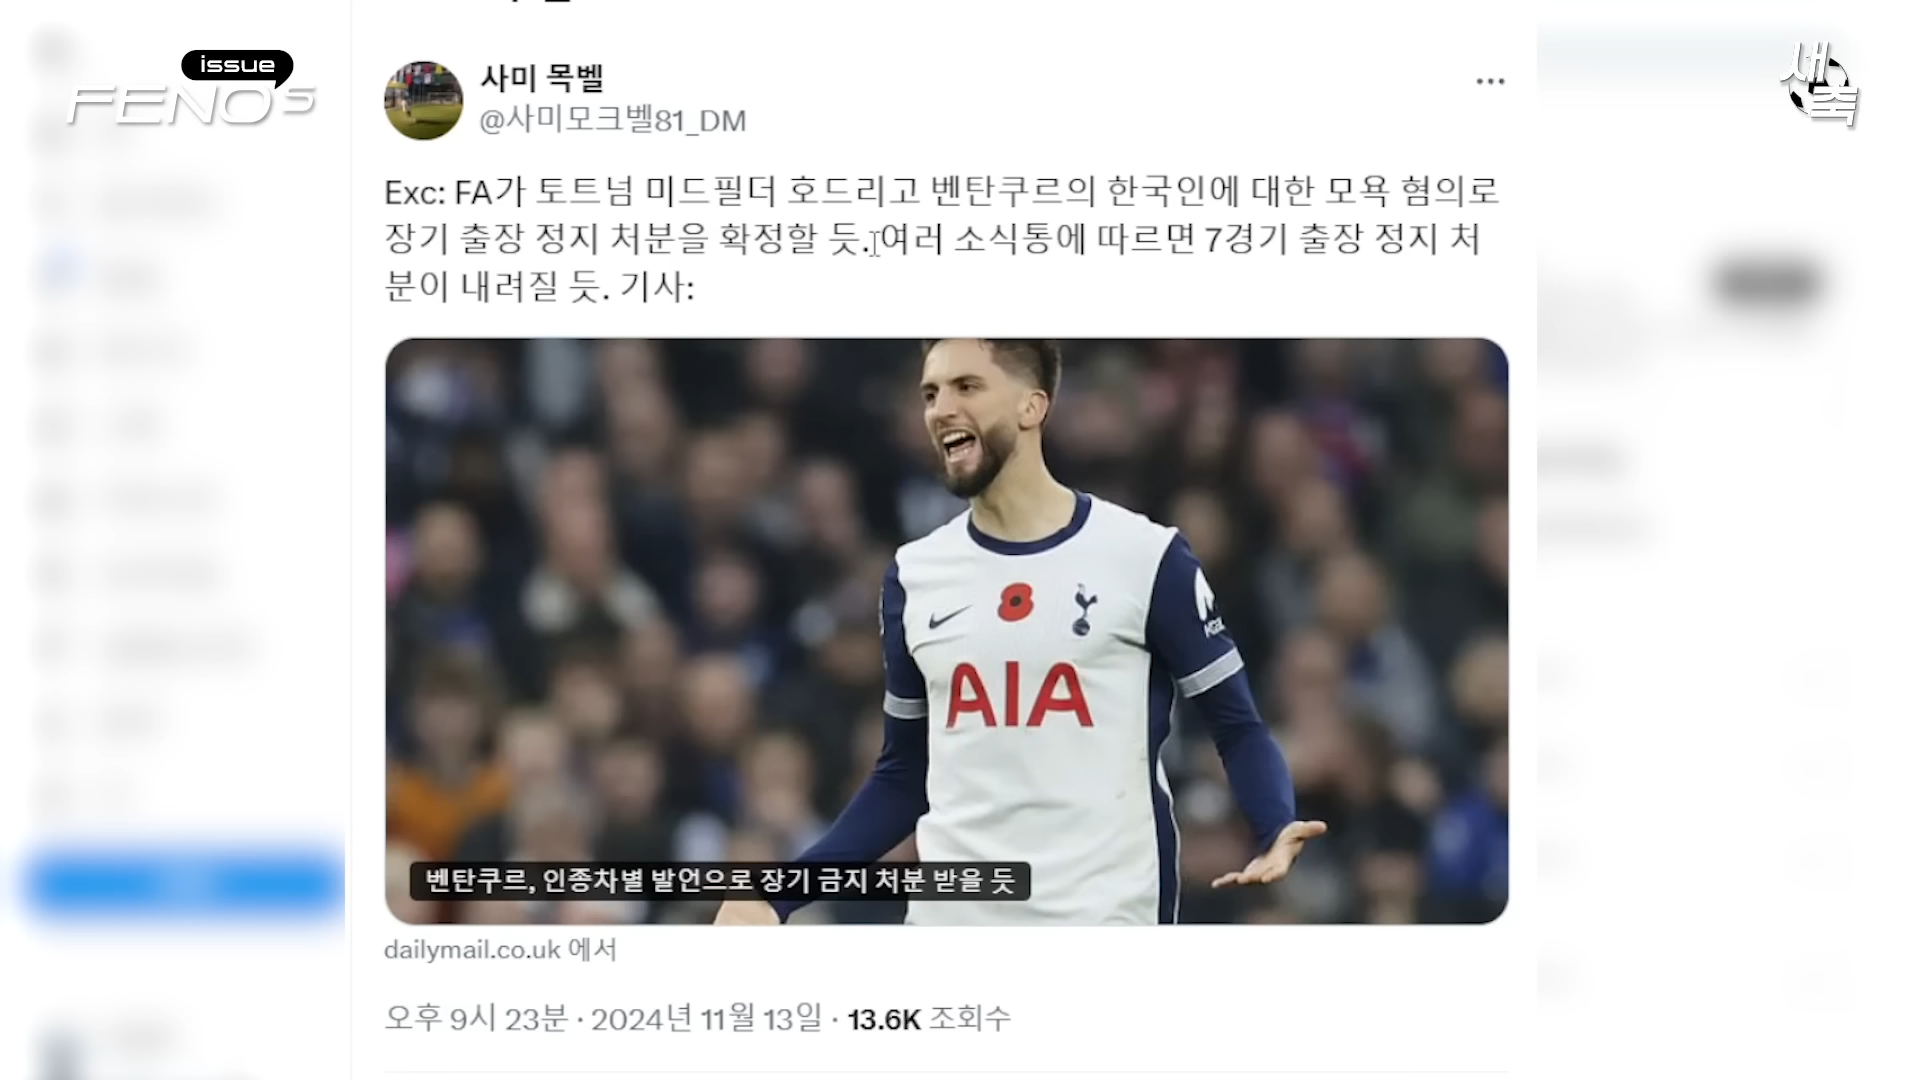 issue
FENO5
새축
사미 목벨
@사미모크벨81_DM
Exc: FA가 토트넘 미드필더 호드리고 벤탄쿠르의 한국인에 대한 모욕 혐의로
장기 출장 정지 처분을 확정할 듯. 여러 소식통에 따르면 7경기 출장 정지 처
분이 내려질 듯. 기사:
AIA
벤탄쿠르, 인종차별 발언으로 장기 금지 처분 받을 듯
dailymail.co.uk 에서
오후 9시 23분 · 2024년 11월 13일 · 13.6K 조회수